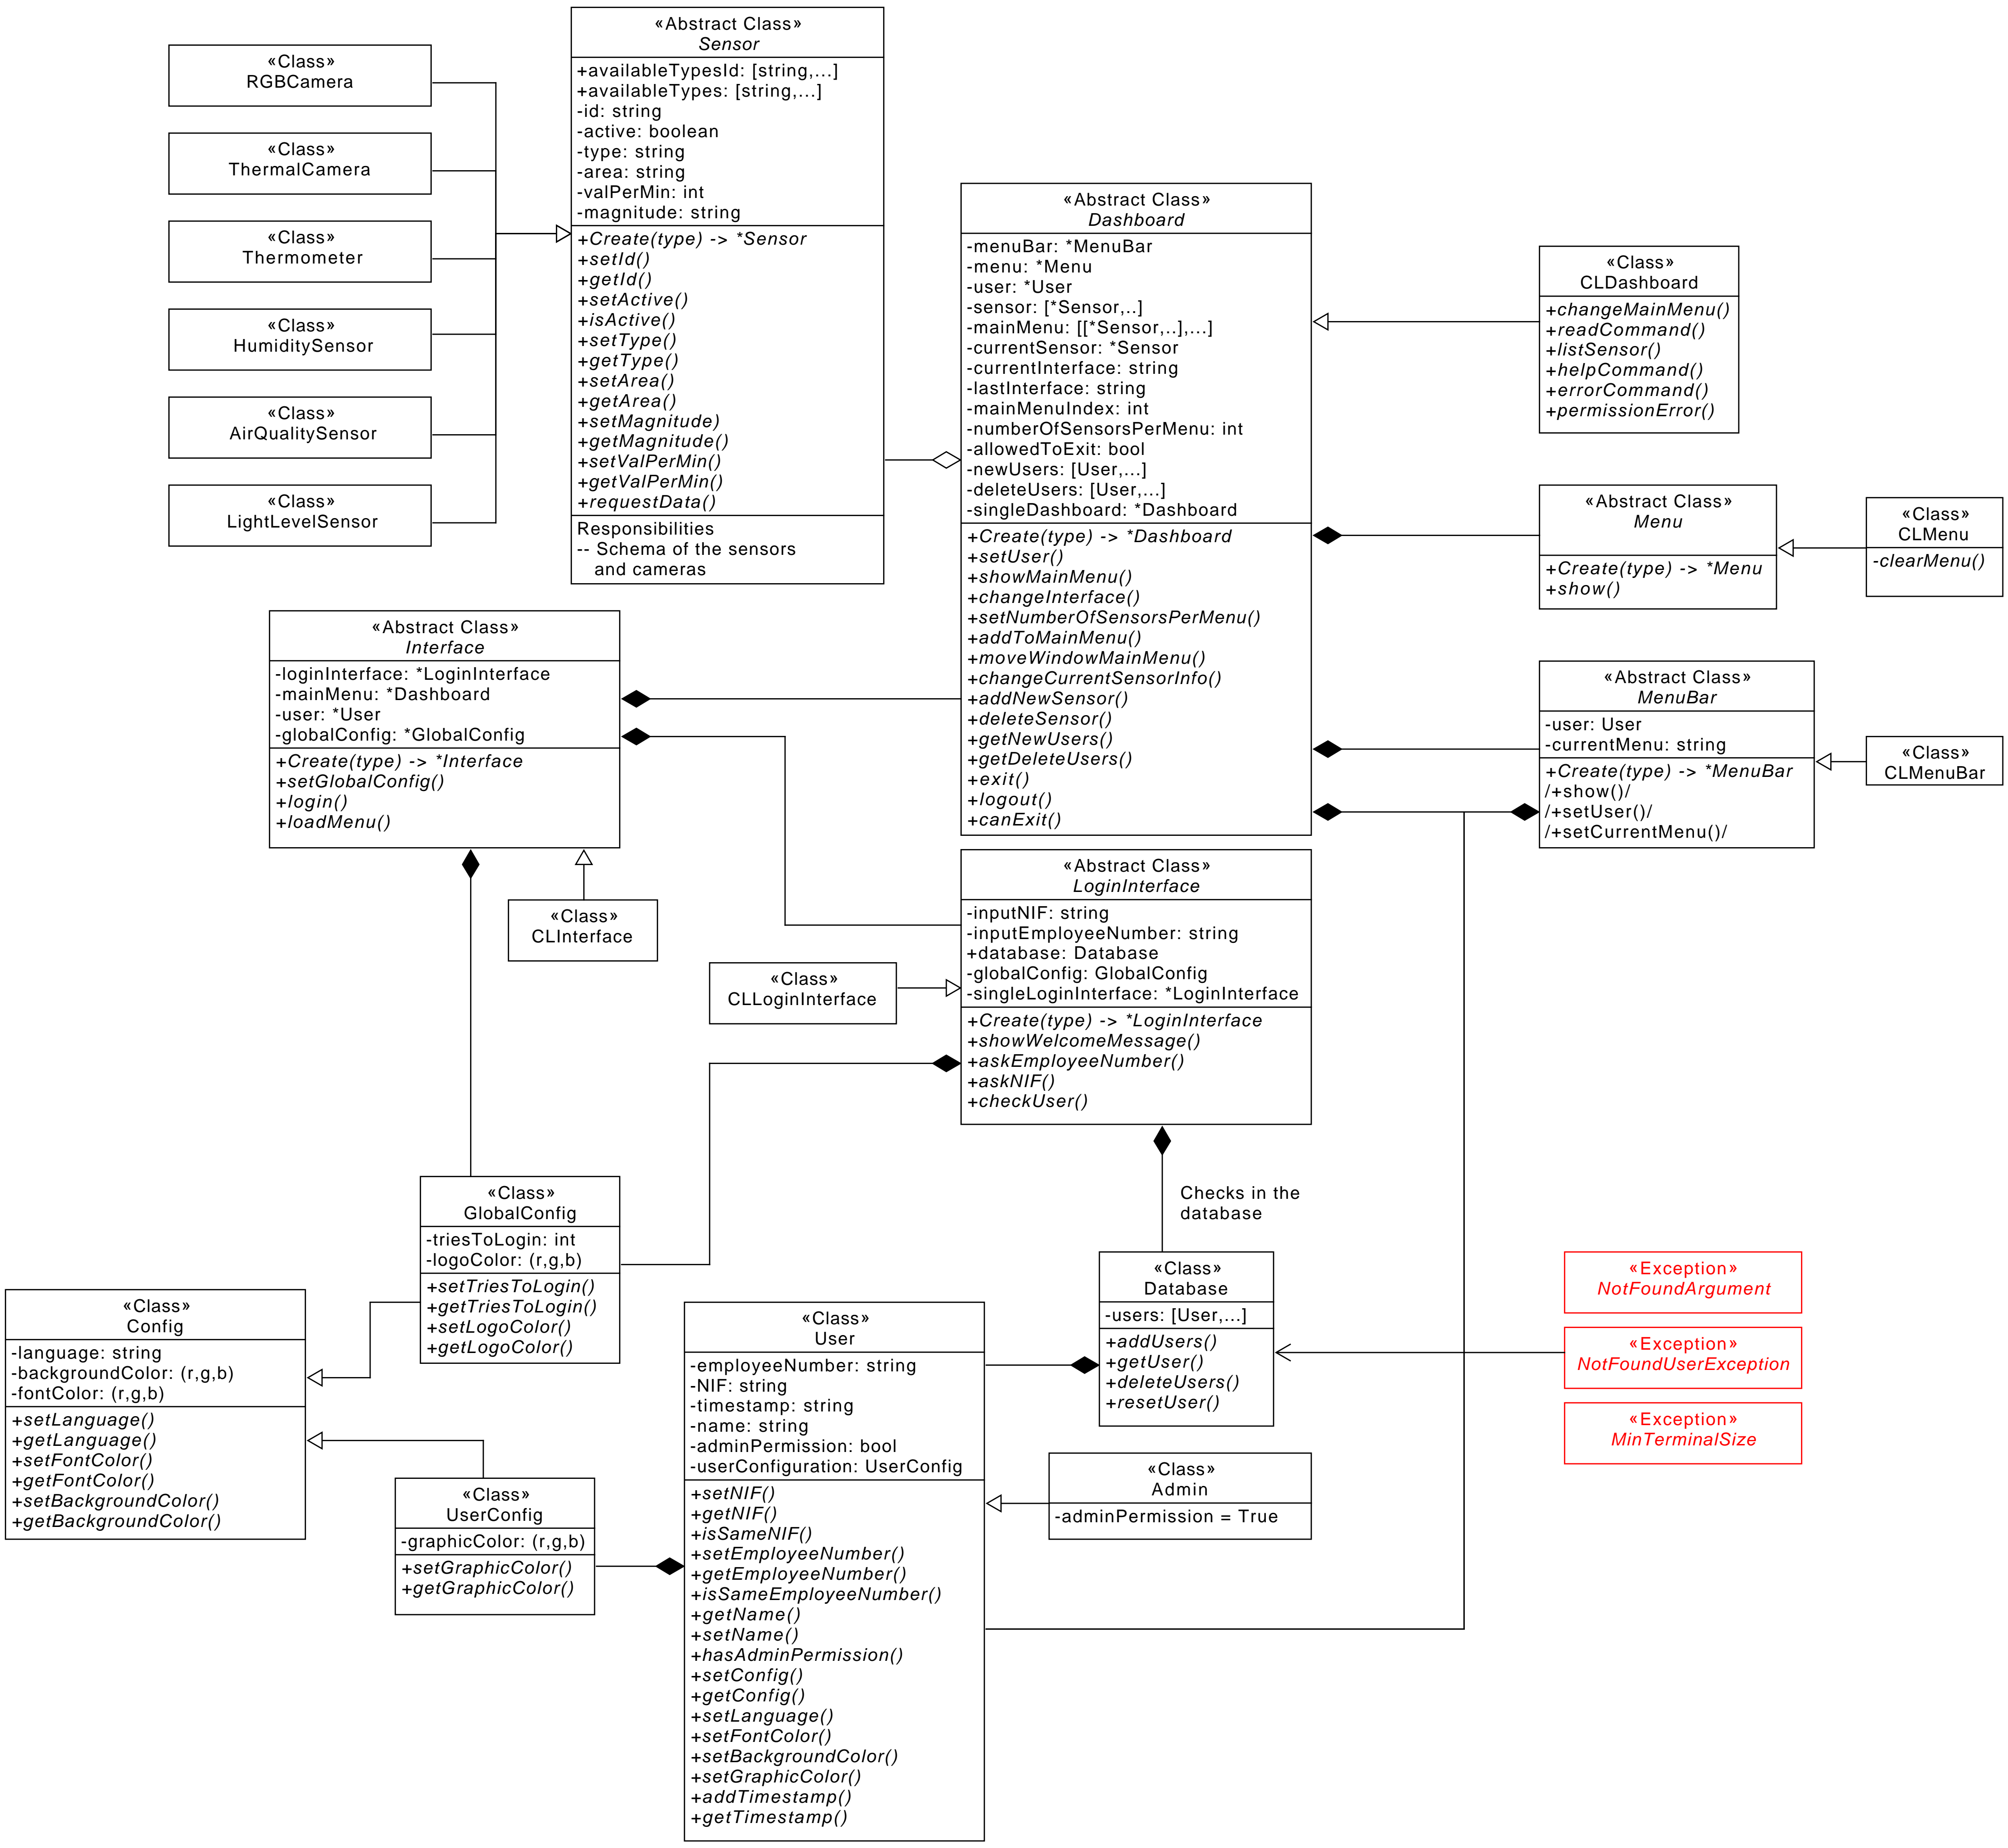 «Abstract Class»
Sensor
+availableTypesId: [string,...]
+availableTypes: [string,...]
-id: string
-active: boolean
-type: string
-area: string
-valPerMin: int
-magnitude: string
+Create(type) -> *Sensor
+setId()
+getId()
+setActive()
+isActive()
+setType()
+getType()
+setArea()
+getArea()
+setMagnitude)
+getMagnitude()
+setValPerMin()
+getValPerMin()
+requestData()
Responsibilities
-- Schema of the sensors
and cameras
«Class»
RGBCamera
«Class»
ThermalCamera
«Class»
Thermometer
«Class»
HumiditySensor
«Class»
AirQualitySensor
«Class»
LightLevelSensor
«Abstract Class»
Dashboard
-menuBar: *MenuBar
-menu: *Menu
-user: *User
-sensor: [*Sensor,..]
-mainMenu: [[*Sensor,..],...]
-currentSensor: *Sensor
-currentInterface: string
-lastInterface: string
-mainMenuIndex: int
-numberOfSensorsPerMenu: int
-allowedToExit: bool
-newUsers: [User,...]
-deleteUsers: [User,...]
-singleDashboard: *Dashboard
+Create(type) -> *Dashboard
+setUser()
+showMainMenu()
+changeInterface()
+setNumberOfSensorsPerMenu()
+addToMainMenu()
+moveWindowMainMenu()
+changeCurrentSensorInfo()
+addNewSensor()
+deleteSensor()
+getNewUsers()
+getDeleteUsers()
+exit()
+logout()
+canExit()
«Class»
CLDashboard
+changeMainMenu()
+readCommand()
+listSensor()
+helpCommand()
+errorCommand()
+permissionError()
«Abstract Class»
Menu
+Create(type) -> *Menu
+show()
«Class»
CLMenu
-clearMenu()
«Abstract Class»
MenuBar
-user: User
-currentMenu: string
+Create(type) -> *MenuBar
/+show()/
/+setUser()/
/+setCurrentMenu()/
«Class»
CLMenuBar
«Abstract Class»
Interface
-loginInterface: *LoginInterface
-mainMenu: *Dashboard
-user: *User
-globalConfig: *GlobalConfig
+Create(type) -> *Interface
+setGlobalConfig()
+login()
+loadMenu()
«Class»
CLInterface
«Abstract Class»
LoginInterface
-inputNIF: string
-inputEmployeeNumber: string
+database: Database
-globalConfig: GlobalConfig
-singleLoginInterface: *LoginInterface
+Create(type) -> *LoginInterface
+showWelcomeMessage()
+askEmployeeNumber()
+askNIF()
+checkUser()
«Class»
CLLoginInterface
Checks in the
database
«Class»
GlobalConfig
-triesToLogin: int
-logoColor: (r,g,b)
+setTriesToLogin()
+getTriesToLogin()
+setLogoColor()
+getLogoColor()
«Class»
Config
-language: string
-backgroundColor: (r,g,b)
-fontColor: (r,g,b)
+setLanguage()
+getLanguage()
+setFontColor()
+getFontColor()
+setBackgroundColor()
+getBackgroundColor()
«Class»
UserConfig
-graphicColor: (r,g,b)
+setGraphicColor()
+getGraphicColor()
«Class»
User
-employeeNumber: string
-NIF: string
-timestamp: string
-name: string
-adminPermission: bool
-userConfiguration: UserConfig
+setNIF()
+getNIF()
+isSameNIF()
+setEmployeeNumber()
+getEmployeeNumber()
+isSameEmployeeNumber()
+getName()
+setName()
+hasAdminPermission()
+setConfig()
+getConfig()
+setLanguage()
+setFontColor()
+setBackgroundColor()
+setGraphicColor()
+addTimestamp()
+getTimestamp()
«Class»
Database
-users: [User,...]
+addUsers()
+getUser()
+deleteUsers()
+resetUser()
«Class»
Admin
-adminPermission = True
«Exception»
NotFoundArgument
«Exception»
NotFoundUserException
«Exception»
MinTerminalSize